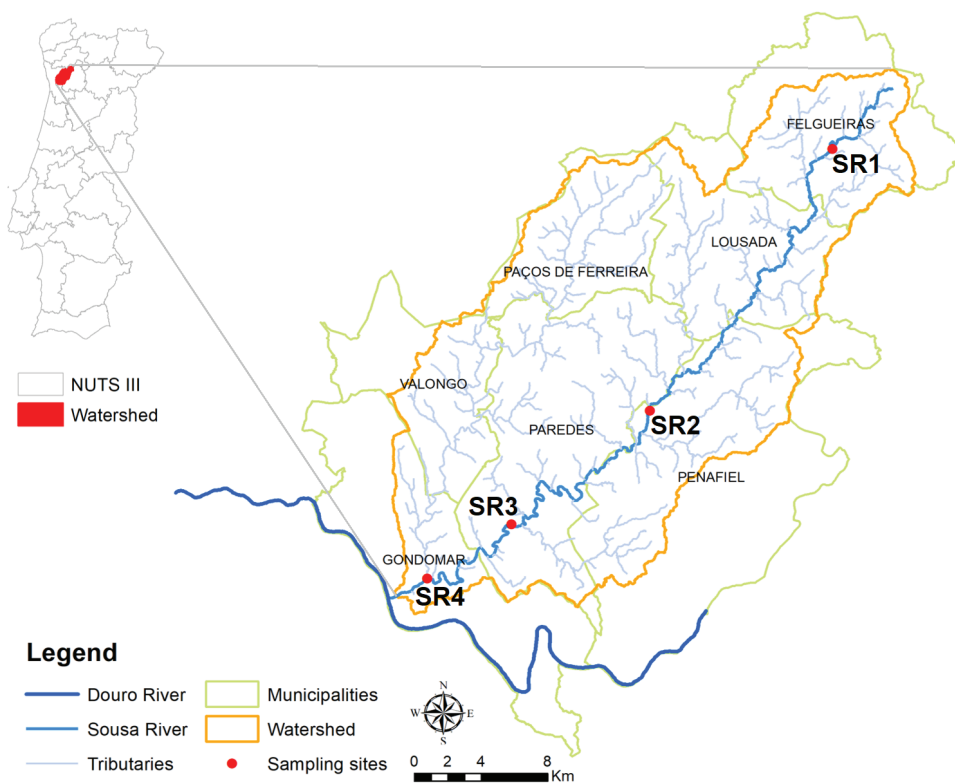 FELGUEIRAS
SR1
LOUSADA
PAÇOS DE FERREIRA
NUTS III
Watershed
VALONGO
PAREDES
SR2
PENAFIEL
SR3
GONDOMAR
SR4
Legend
Douro River
Municipalities
Sousa River
Watershed
Tributaries
Sampling sites
N
W E
S
0 2 4 8
Km